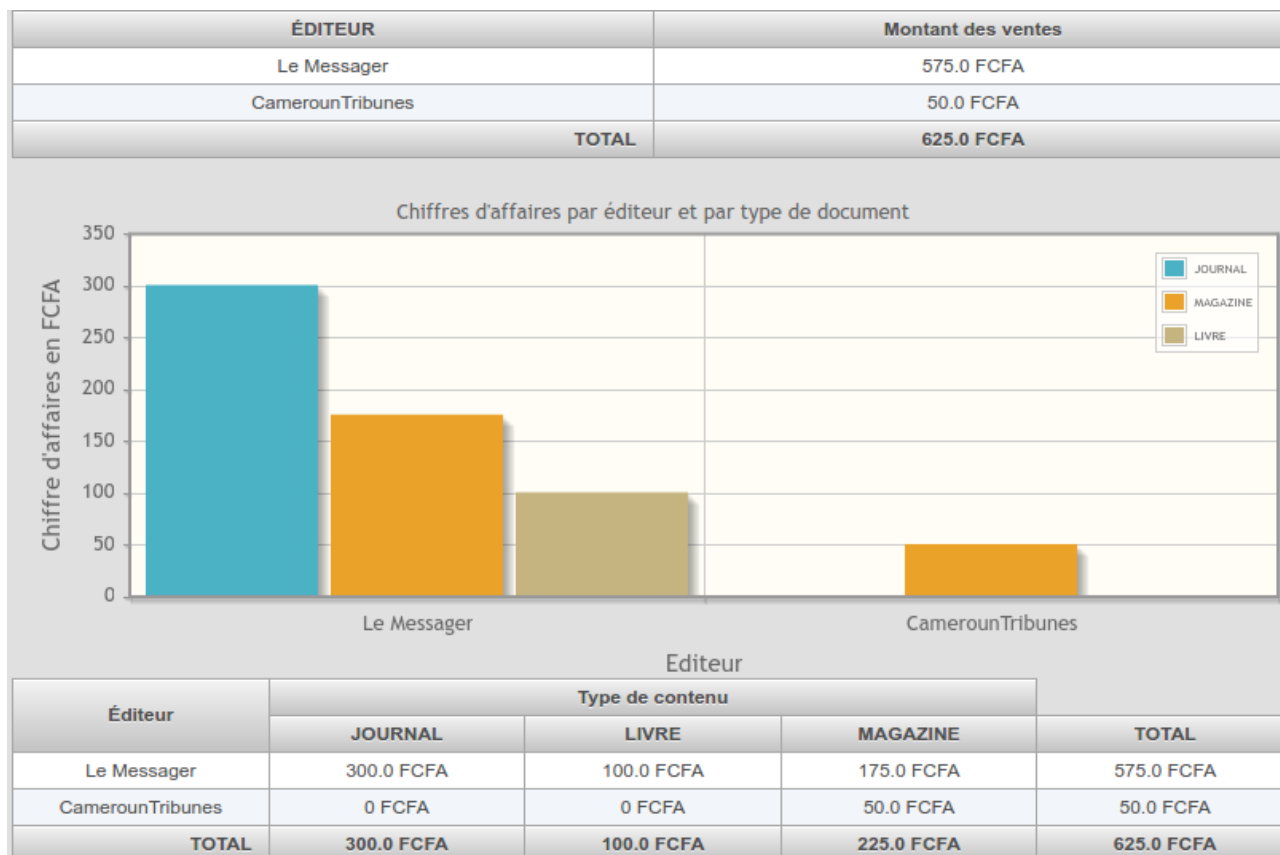 ÉDITEUR Montant des ventes
Le Messager 575.0 FCFA
CamerounTribunes 50.0 FCFA
TOTAL 625.0 FCFA
Chiffres d'affaires par éditeur et par type de document
Chiffre d'affaires en FCFA
350
300
250
200
150
100
50
0
JOURNAL
MAGAZINE
LIVRE
Le Messager CamerounTribunes
Editeur
Éditeur Type de contenu
JOURNAL LIVRE MAGAZINE TOTAL
Le Messager 300.0 FCFA 100.0 FCFA 175.0 FCFA 575.0 FCFA
CamerounTribunes 0 FCFA 0 FCFA 50.0 FCFA 50.0 FCFA
TOTAL 300.0 FCFA 100.0 FCFA 225.0 FCFA 625.0 FCFA